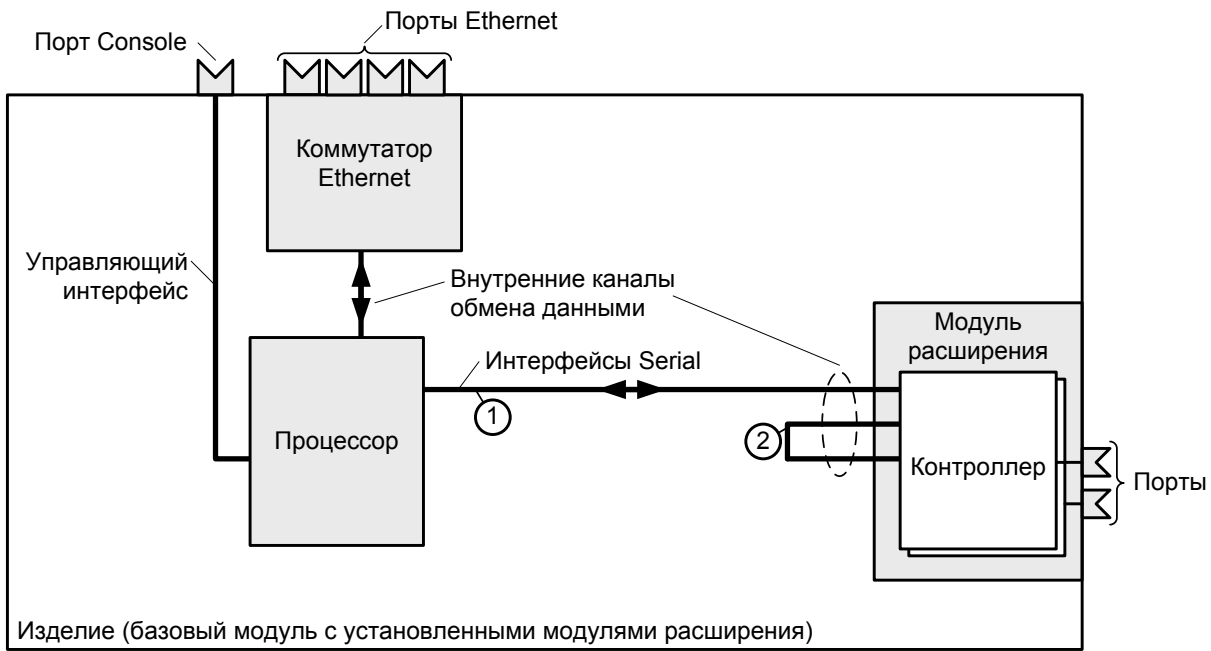 Порты Ethernet
Порт Console
Коммутатор
Ethernet
Управляющий
интерфейс
Внутренние каналы
обмена данными
Модуль
расширения
Интерфейсы Serial
1
2
Процессор
Контроллер
Порты
Изделие (базовый модуль с установленными модулями расширения)